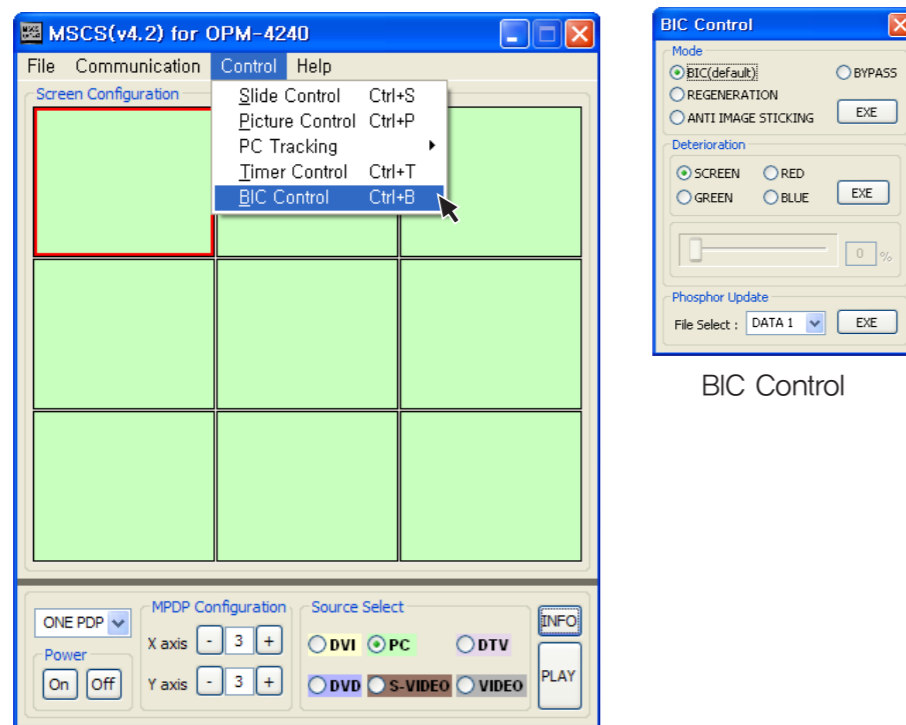 MSCS(v4.2) for OPM-4240
File Communication Control Help
Screen Configuration
Slide Control Ctrl+S
Picture Control Ctrl+P
PC Tracking
Timer Control Ctrl+T
BIC Control Ctrl+B
ONE PDP
Power
On Off
MPDP Configuration
X axis - 3 +
Y axis - 3 +
Source Select
DVI PC DTV
DVD S-VIDEO VIDEO
INFO
PLAY
BIC Control
Mode
BIC(default) BYPASS
REGENERATION
ANTI IMAGE STICKING EXE
Deterioration
SCREEN RED
GREEN BLUE EXE
0 %
Phosphor Update
File Select : DATA 1 EXE
BIC Control